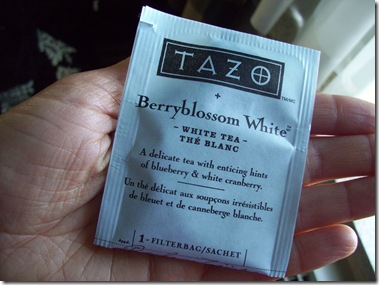 TAZO
Berryblossom White
- WHITE TEA -
THÉ BLANC
A delicate tea with enticing hints
of blueberry & white cranberry.
Un thé délicat aux soupçons irrésistibles
de bleuet et de canneberge blanche.
1-FILTERBAG/SACHET